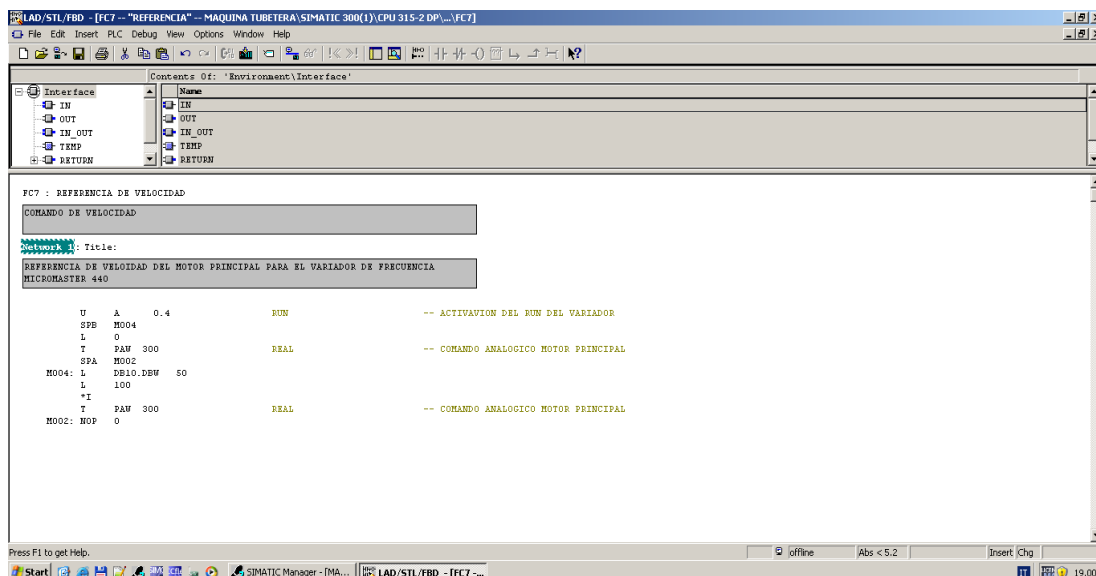 LAD/STL/FBD - [FC7 -- "REFERENCIA" -- MAQUINA TUBETERA\SIMATIC 300(1)\CPU 315-2 DP\...\FC7]
File Edit Insert PLC Debug View Options Window Help
Contents Of: 'Environment\Interface'
Interface
IN
OUT
IN_OUT
TEMP
RETURN
Name
IN
OUT
IN_OUT
TEMP
RETURN
FC7 : REFERENCIA DE VELOCIDAD
COMANDO DE VELOCIDAD
Network 1: Title:
REFERENCIA DE VELOIDAD DEL MOTOR PRINCIPAL PARA EL VARIADOR DE FRECUENCIA
MICROMASTER 440
U A 0.4 RUN -- ACTIVAVION DEL RUN DEL VARIADOR
SPB M004
L 0
T PAW 300 REAL -- COMANDO ANALOGICO MOTOR PRINCIPAL
SPA M002
M004: L DB10.DBW 50
L 100
*I
T PAW 300 REAL -- COMANDO ANALOGICO MOTOR PRINCIPAL
M002: NOP 0
Press F1 to get Help. offline Abs < 5.2 Insert Chg
Start SIMATIC Manager - [MA... LAD/STL/FBD - [FC7 -... IT 19.00